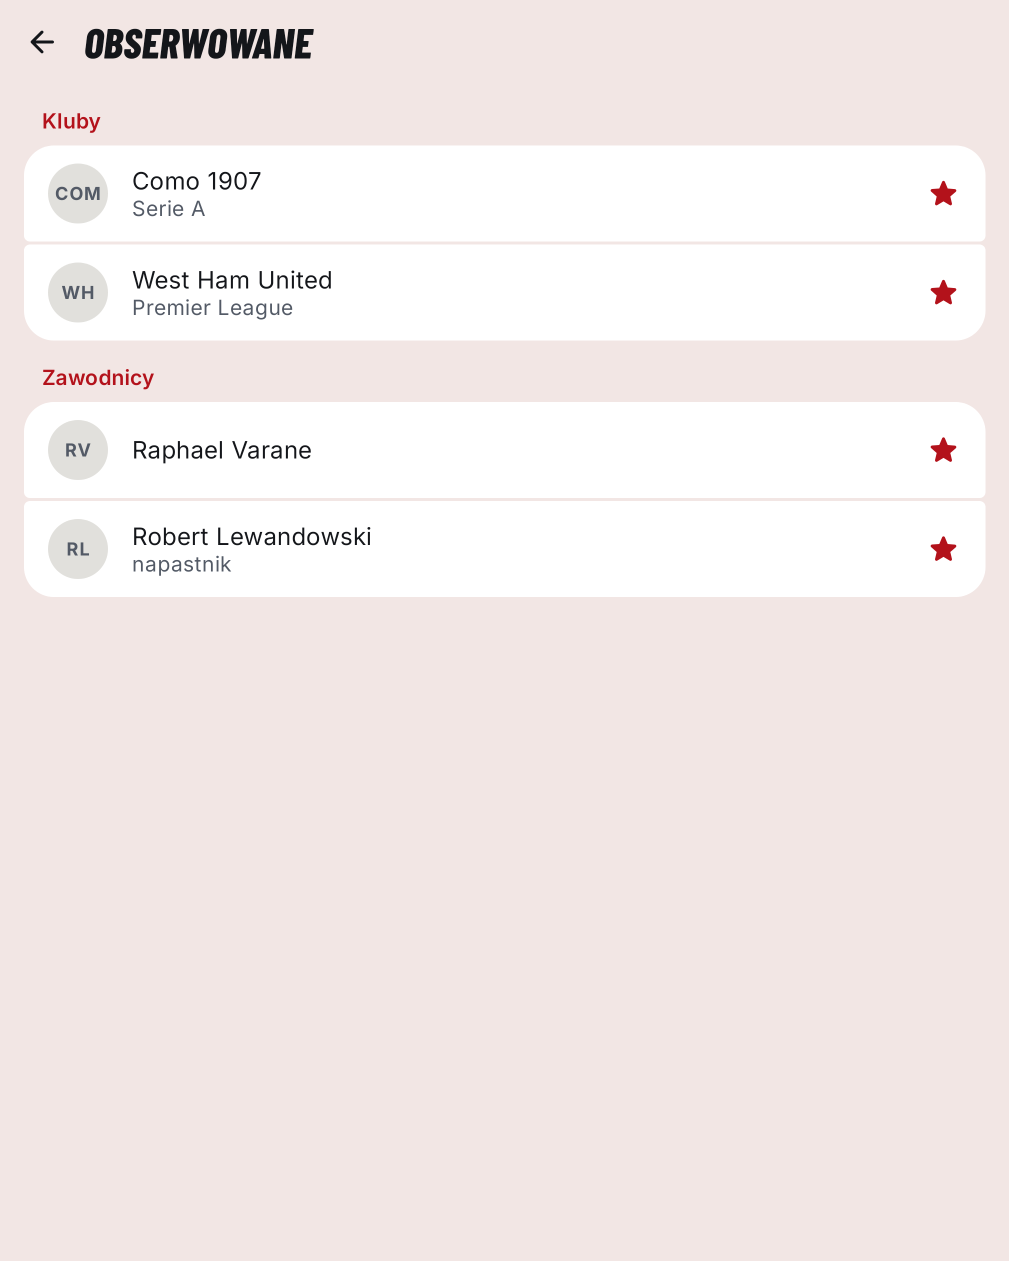 OBSERWOWANE
Kluby
COM
Como 1907
Serie A
WH
West Ham United
Premier League
Zawodnicy
RV
Raphael Varane
RL
Robert Lewandowski
napastnik